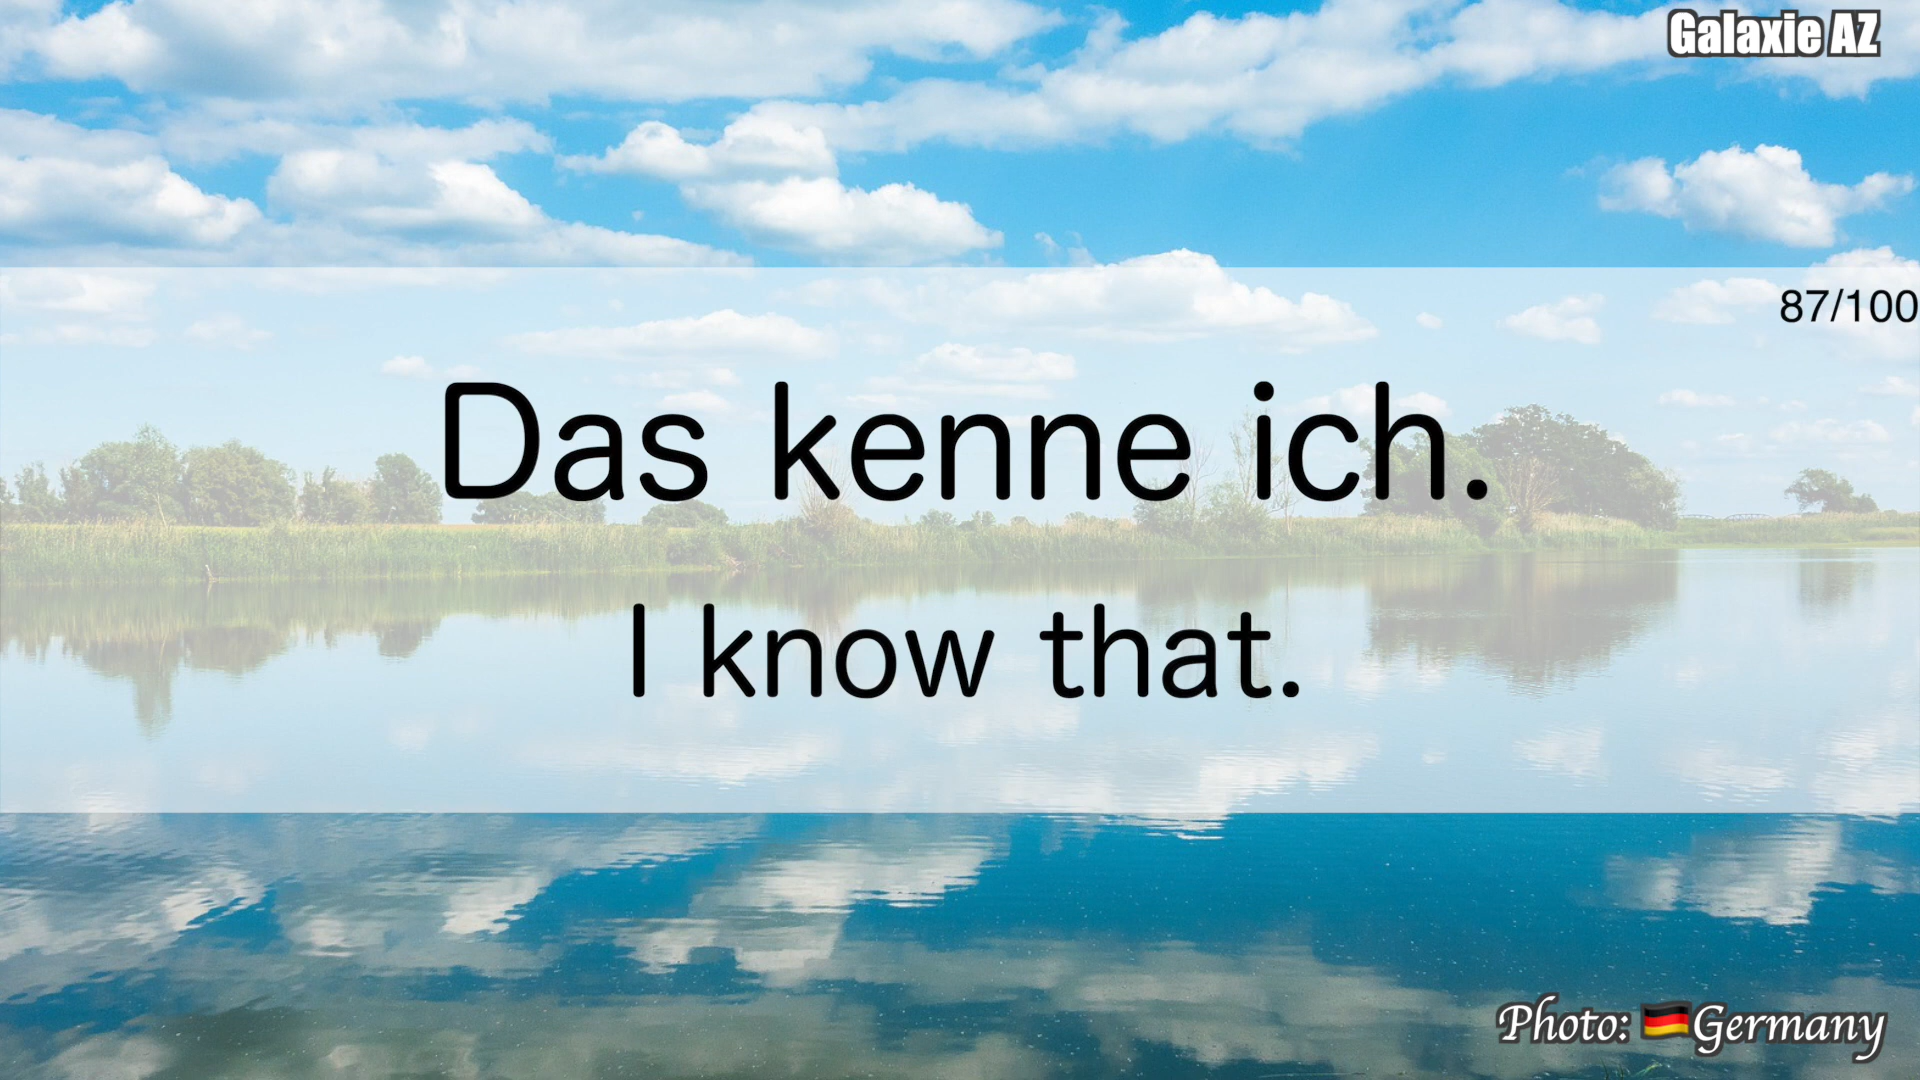 Galaxie AZ
87/100
Das kenne ich.
I know that.
Photo: 🇩🇪Germany